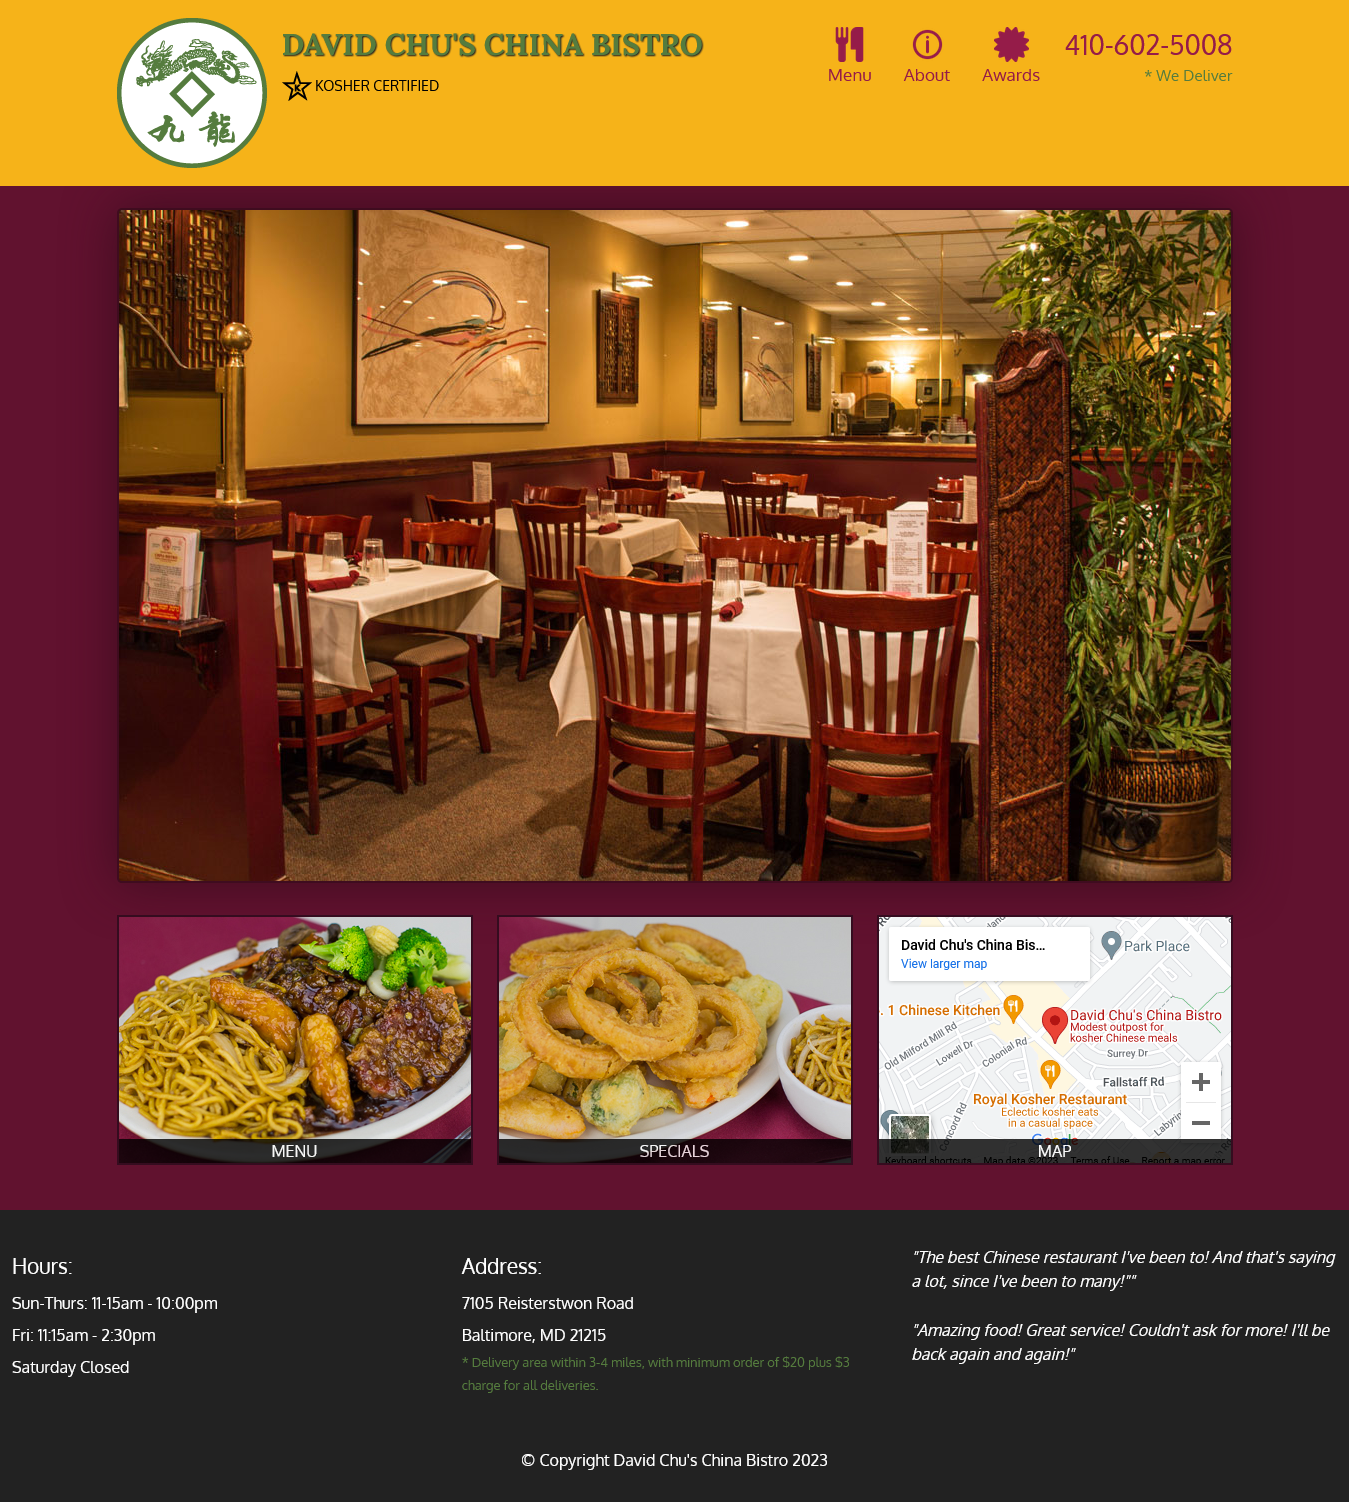 九 龍
DAVID CHU'S CHINA BISTRO
KOSHER CERTIFIED
Menu
About
Awards
410-602-5008
* We Deliver
MENU
SPECIALS
David Chu's China Bis...
View larger map
Park Place
. 1 Chinese Kitchen
David Chu's China Bistro
Modest outpost for
kosher Chinese meals
Old Milford Mill Rd
Lowell Dr
Colonial Rd
Surrey Dr
Fallstaff Rd
Royal Kosher Restaurant
Eclectic kosher eats
in a casual space
Labyrin
Keyboard shortcuts
Map data ©2023
Terms of Use
Report a map error
MAP
Hours:
Sun-Thurs: 11-15am - 10:00pm
Fri: 11:15am - 2:30pm
Saturday Closed
Address:
7105 Reisterstwon Road
Baltimore, MD 21215
* Delivery area within 3-4 miles, with minimum order of $20 plus $3
charge for all deliveries.
"The best Chinese restaurant I've been to! And that's saying
a lot, since I've been to many!""
"Amazing food! Great service! Couldn't ask for more! I'll be
back again and again!"
© Copyright David Chu's China Bistro 2023